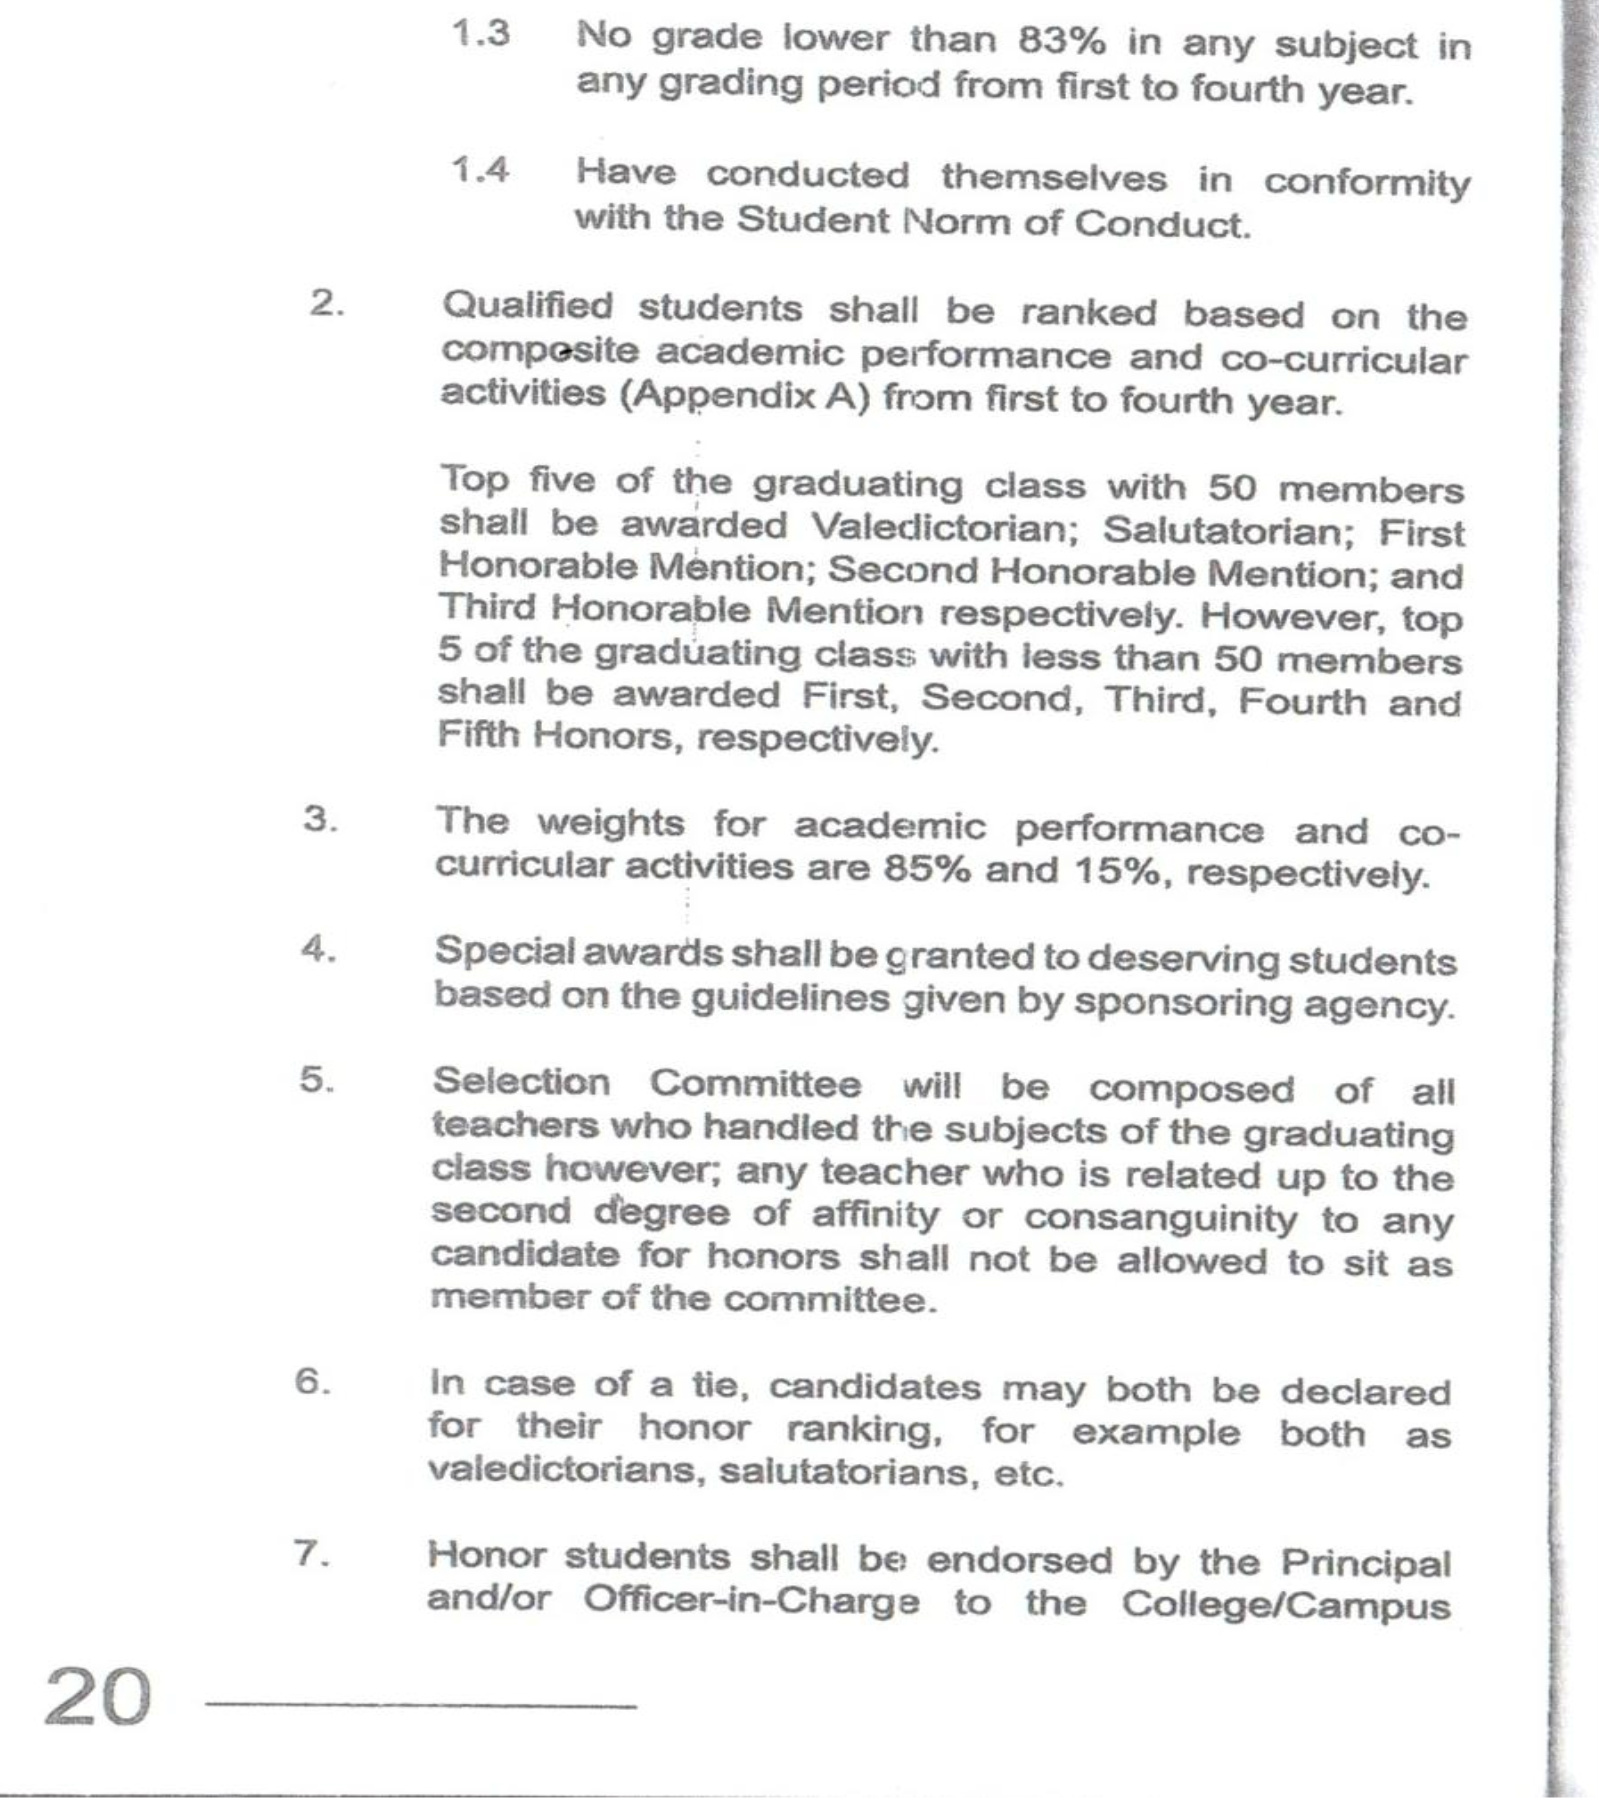 1.3 No grade lower than 83% in any subject in
any grading period from first to fourth year.
1.4 Have conducted themselves in conformity
with the Student Norm of Conduct.
2. Qualified students shall be ranked based on the
composite academic performance and co-curricular
activities (Appendix A) from first to fourth year.
Top five of the graduating class with 50 members
shall be awarded Valedictorian; Salutatorian; First
Honorable Mention; Second Honorable Mention; and
Third Honorable Mention respectively. However, top
5 of the graduating class with less than 50 members
shall be awarded First, Second, Third, Fourth and
Fifth Honors, respectively.
3. The weights for academic performance and co-
curricular activities are 85% and 15%, respectively.
4. Special awards shall be granted to deserving students
based on the guidelines given by sponsoring agency.
5. Selection Committee will be composed of all
teachers who handled the subjects of the graduating
class however; any teacher who is related up to the
second degree of affinity or consanguinity to any
candidate for honors shall not be allowed to sit as
member of the committee.
6. In case of a tie, candidates may both be declared
for their honor ranking, for example both as
valedictorians, salutatorians, etc.
7. Honor students shall be endorsed by the Principal
and/or Officer-in-Charge to the College/Campus
20